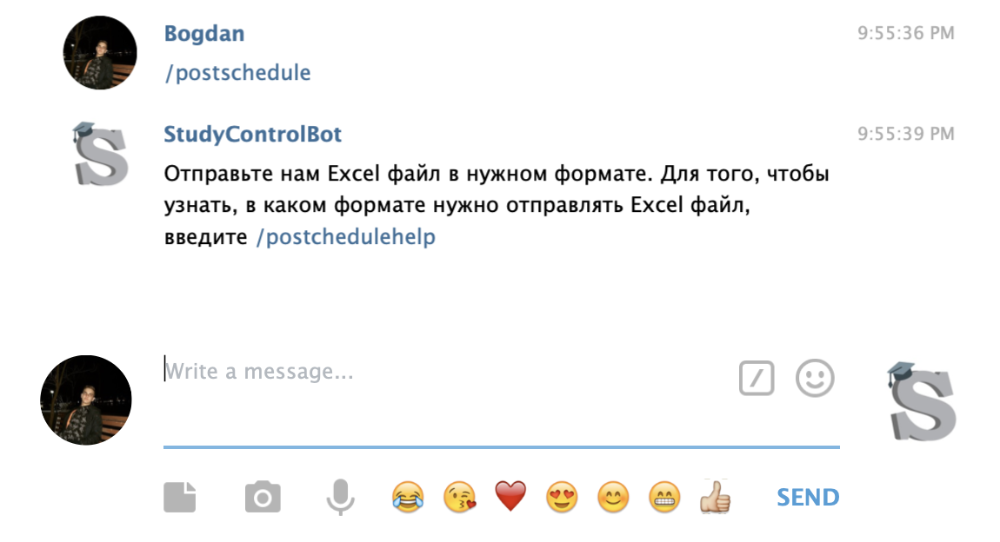 Bogdan
9:55:36 PM
/postschedule
StudyControlBot
9:55:39 PM
Отправьте нам Excel файл в нужном формате. Для того, чтобы
узнать, в каком формате нужно отправлять Excel файл,
введите /postchedulehelp
Write a message...
SEND